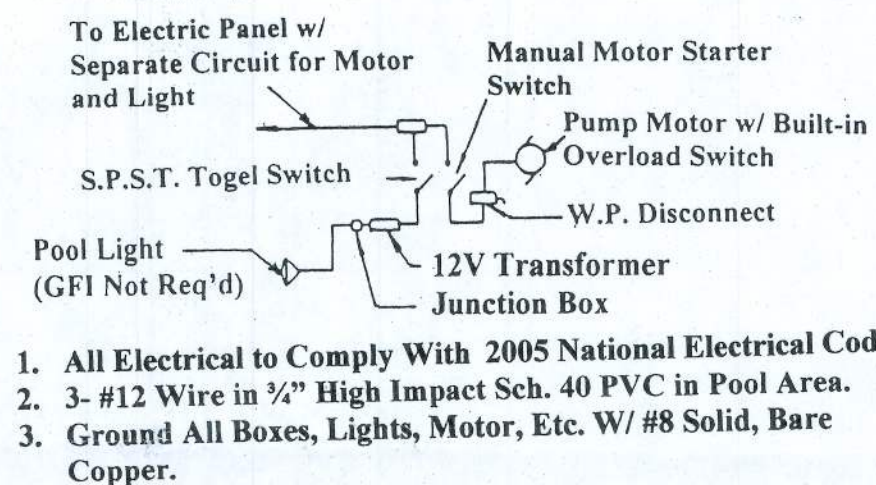 To Electric Panel w/
Separate Circuit for Motor
and Light
Manual Motor Starter
Switch
Pump Motor w/ Built-in
Overload Switch
S.P.S.T. Togel Switch
W.P. Disconnect
Pool Light
(GFI Not Req'd)
12V Transformer
Junction Box
1. All Electrical to Comply With 2005 National Electrical Cod
2. 3- #12 Wire in ¾” High Impact Sch. 40 PVC in Pool Area.
3. Ground All Boxes, Lights, Motor, Etc. W/ #8 Solid, Bare
Copper.